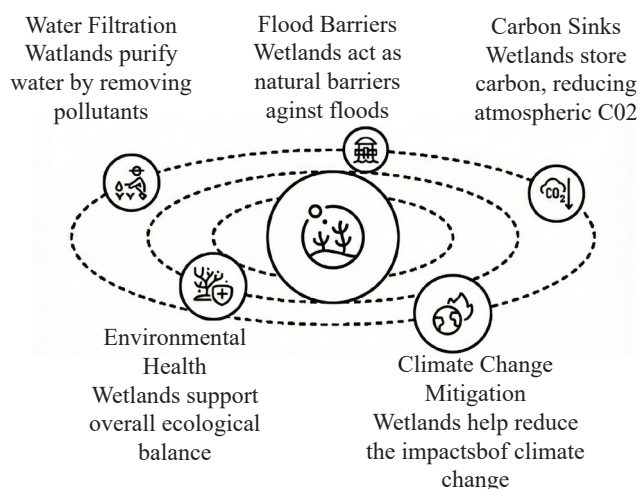 Water Filtration
Watlands purify
water by removing
pollutants
Flood Barriers
Wetlands act as
natural barriers
aginst floods
Carbon Sinks
Wetlands store
carbon, reducing
atmospheric C02
CO2
Environmental
Health
Wetlands support
overall ecological
balance
Climate Change
Mitigation
Wetlands help reduce
the impactsbof climate
change